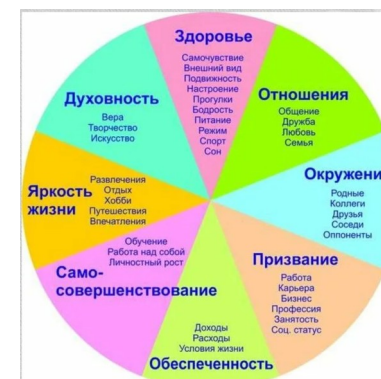 Здоровье
Самочувствие
Внешний вид
Подвижность
Настроение
Прогулки
Бодрость
Питание
Режим
Спорт
Сон
Отношения
Общение
Дружба
Любовь
Семья
Окружени
Родные
Коллеги
Друзья
Соседи
Оппоненты
Призвание
Работа
Карьера
Бизнес
Профессия
Занятость
Соц. статус
Доходы
Расходы
Условия жизни
Обеспеченность
Обучение
Работа над собой
Личностный рост
Само-
совершенствование
Яркость
жизни
Развлечения
Отдых
Хобби
Путешествия
Впечатления
Духовность
Вера
Творчество
Искусство